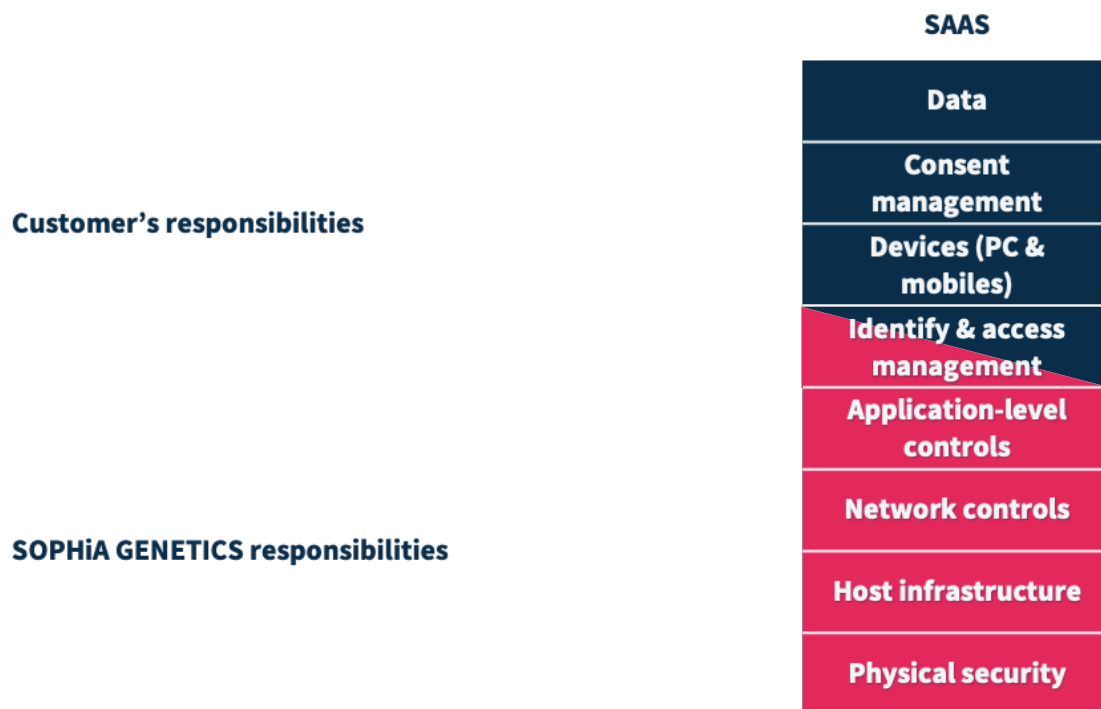 SAAS
Data
Consent
management
Customer’s responsibilities
Devices (PC &
mobiles)
Identify & access
management
Application-level
controls
Network controls
SOPHiA GENETICS responsibilities
Host infrastructure
Physical security